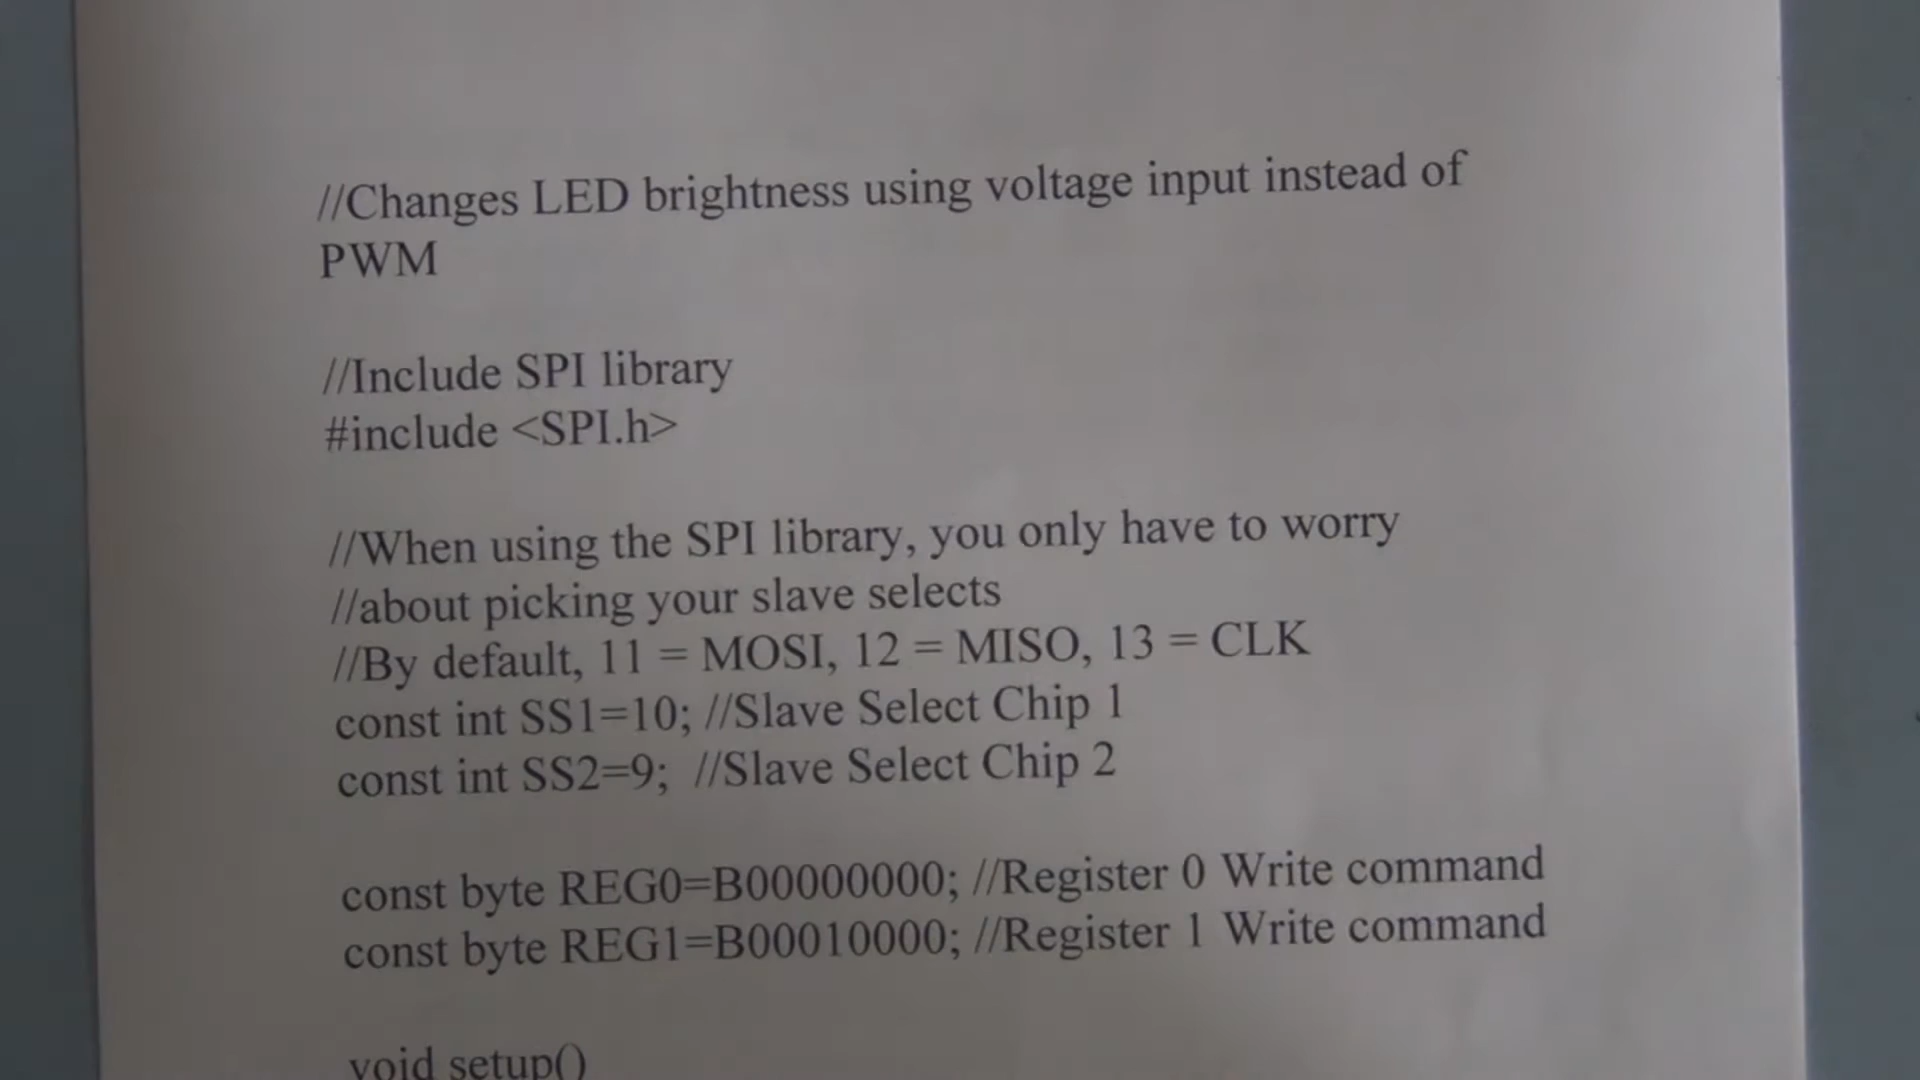 //Changes LED brightness using voltage input instead of
PWM
//Include SPI library
#include <SPI.h>
//When using the SPI library, you only have to worry
//about picking your slave selects
//By default, 11 = MOSI, 12 = MISO, 13 = CLK
const int SS1=10; //Slave Select Chip 1
const int SS2=9;  //Slave Select Chip 2
const byte REG0=B00000000; //Register 0 Write command
const byte REG1=B00010000; //Register 1 Write command
void setup()